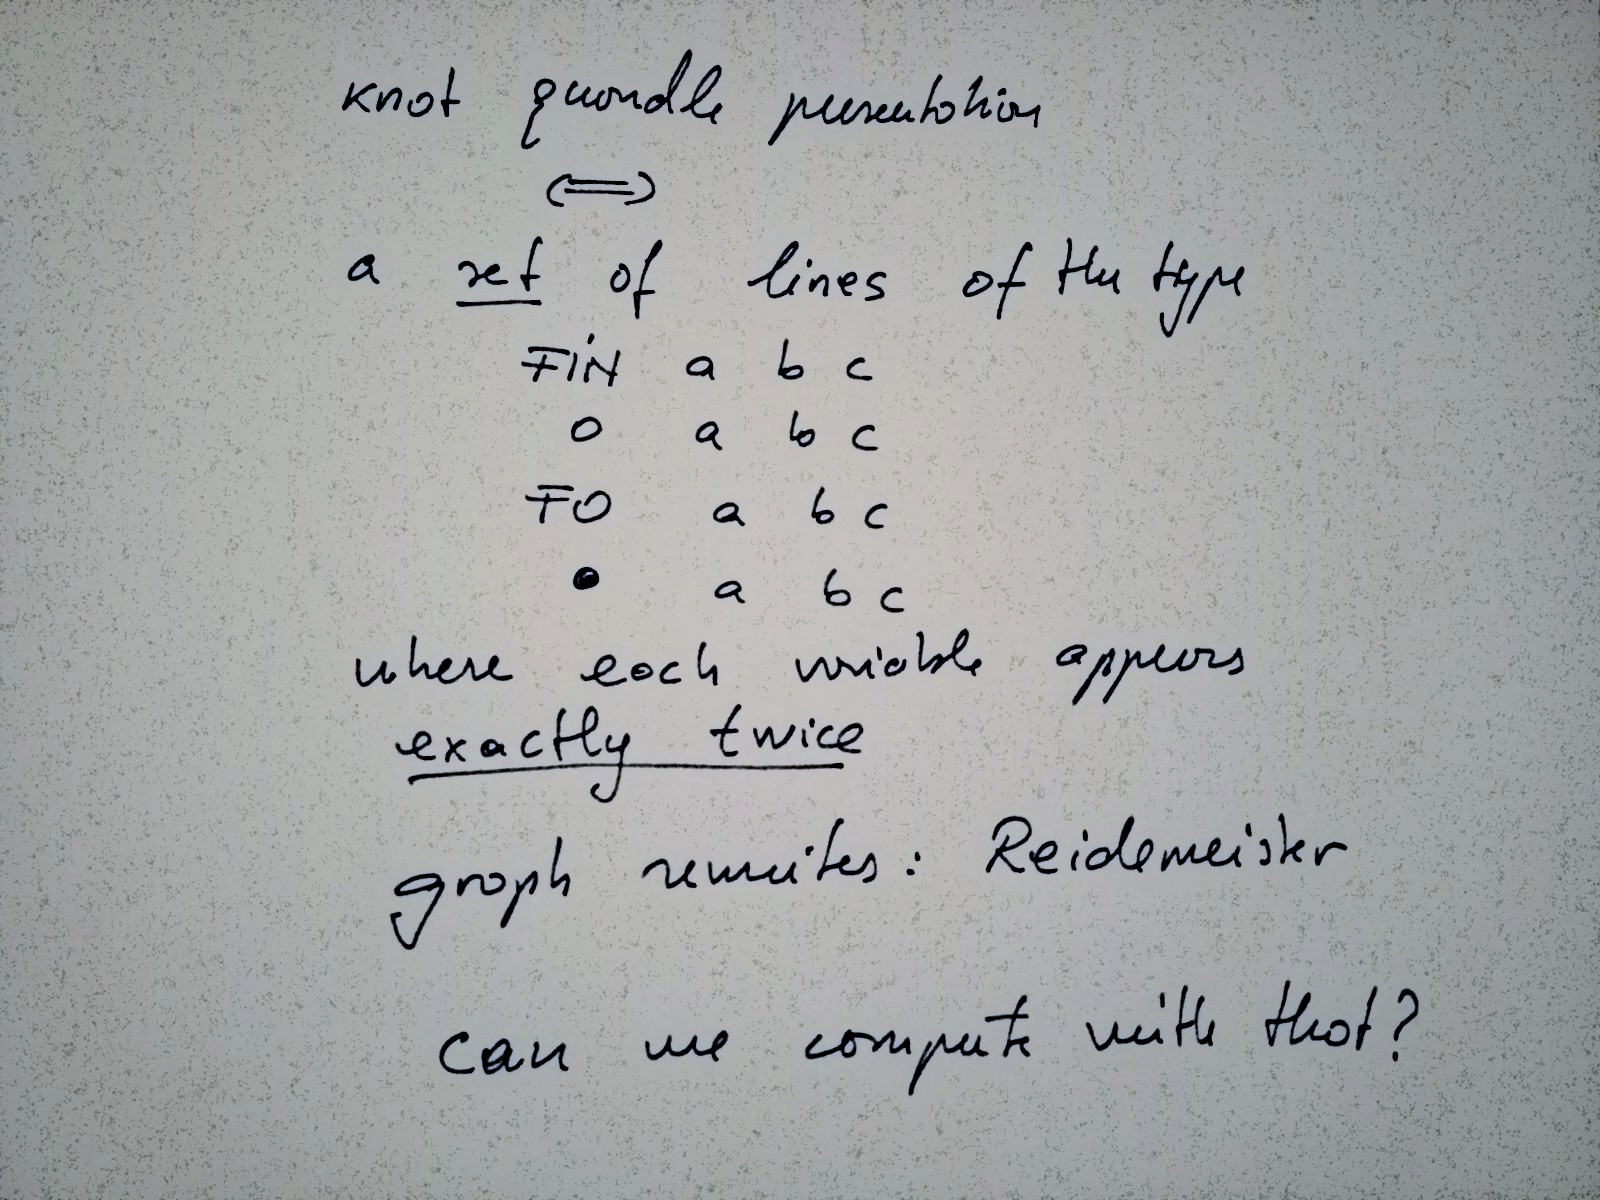 knot quandle presentation
⟺
a set of lines of the type
FIN a b c
o a b c
FO a b c
• a b c
where each variable appears
exactly twice
graph rewrites: Reidemeister
can we compute with that?